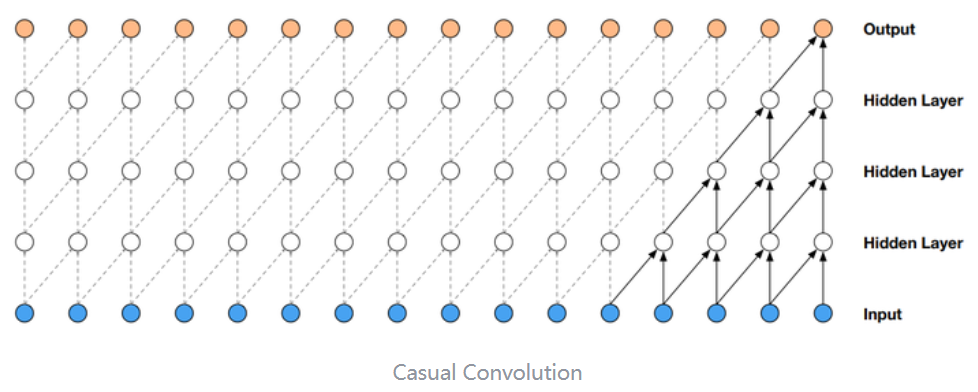 Output
Hidden Layer
Hidden Layer
Hidden Layer
Input
Casual Convolution